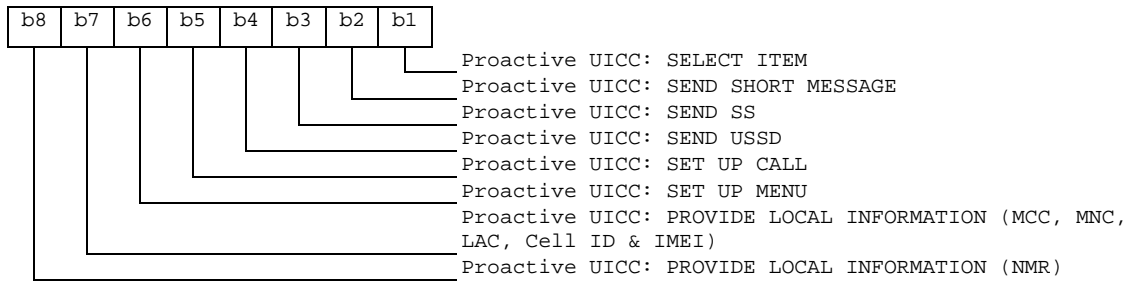 b8 b7 b6 b5 b4 b3 b2 b1
Proactive UICC: SELECT ITEM
Proactive UICC: SEND SHORT MESSAGE
Proactive UICC: SEND SS
Proactive UICC: SEND USSD
Proactive UICC: SET UP CALL
Proactive UICC: SET UP MENU
Proactive UICC: PROVIDE LOCAL INFORMATION (MCC, MNC,
LAC, Cell ID & IMEI)
Proactive UICC: PROVIDE LOCAL INFORMATION (NMR)